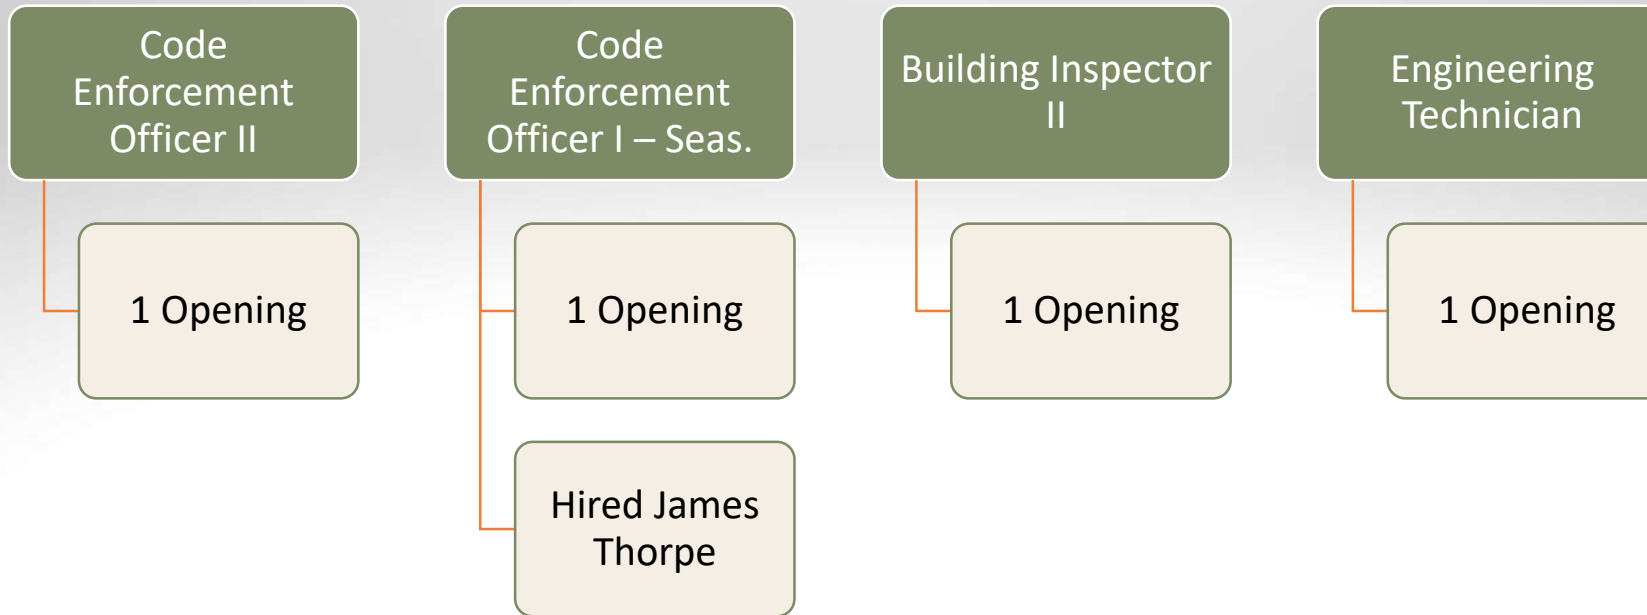 Code
Enforcement
Officer II
1 Opening
Code
Enforcement
Officer I – Seas.
1 Opening
Hired James
Thorpe
Building Inspector
II
1 Opening
Engineering
Technician
1 Opening